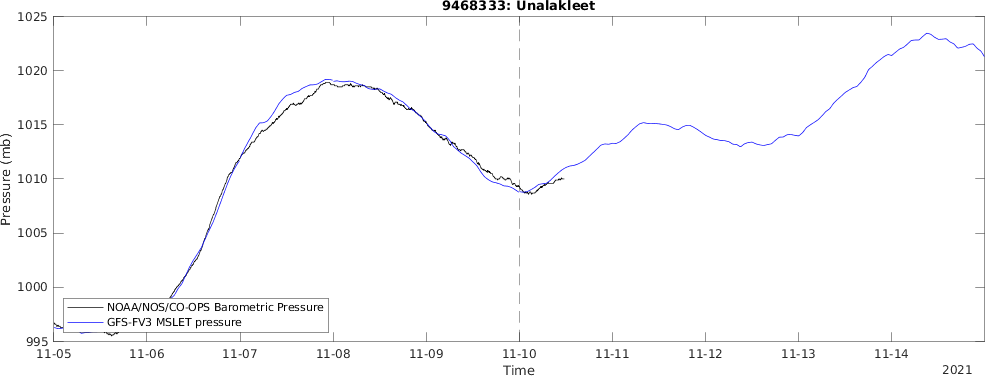 9468333: Unalakleet
Pressure (mb)
1025
1020
1015
1010
1005
1000
995
NOAA/NOS/CO-OPS Barometric Pressure
GFS-FV3 MSLET pressure
11-05 11-06 11-07 11-08 11-09 11-10 11-11 11-12 11-13 11-14
Time
2021